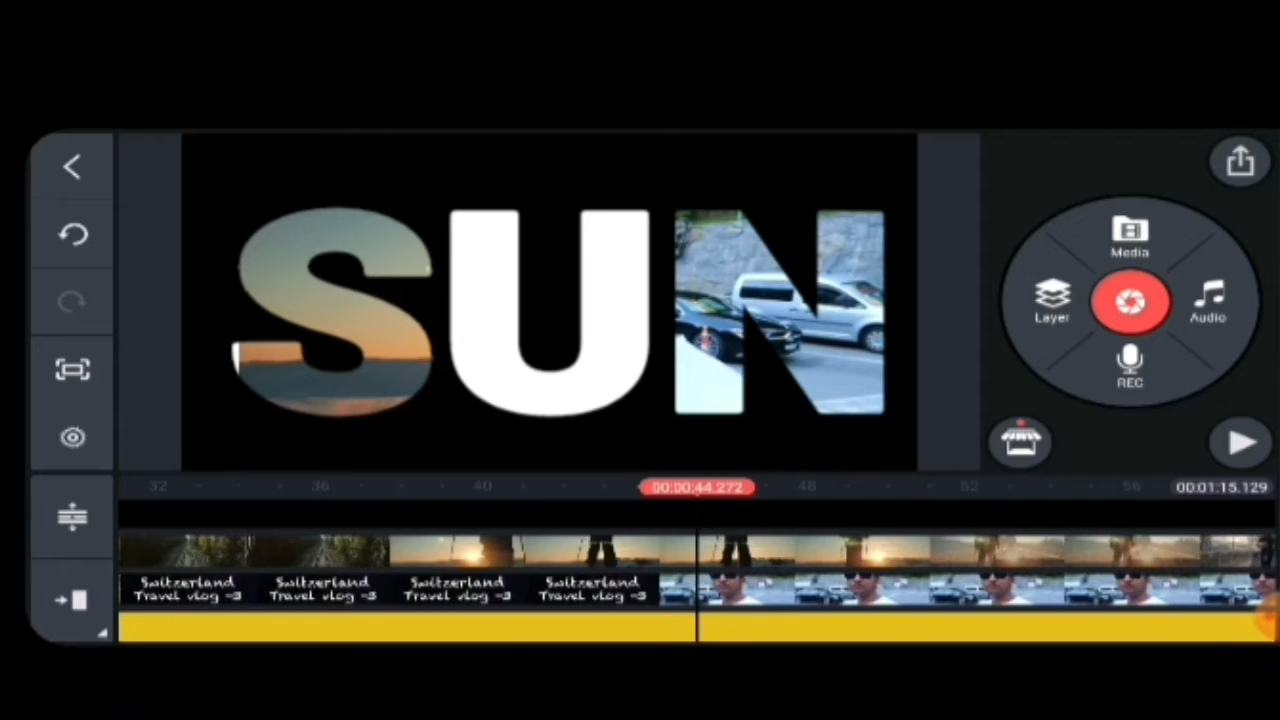 SUN
Media
Layer
Audio
REC
32
36
40
00:00:44.272
48
52
56
00:01:15.129
Switzerland
Travel vlog =3
Switzerland
Travel vlog =3
Switzerland
Travel vlog =3
Switzerland
Travel vlog =3